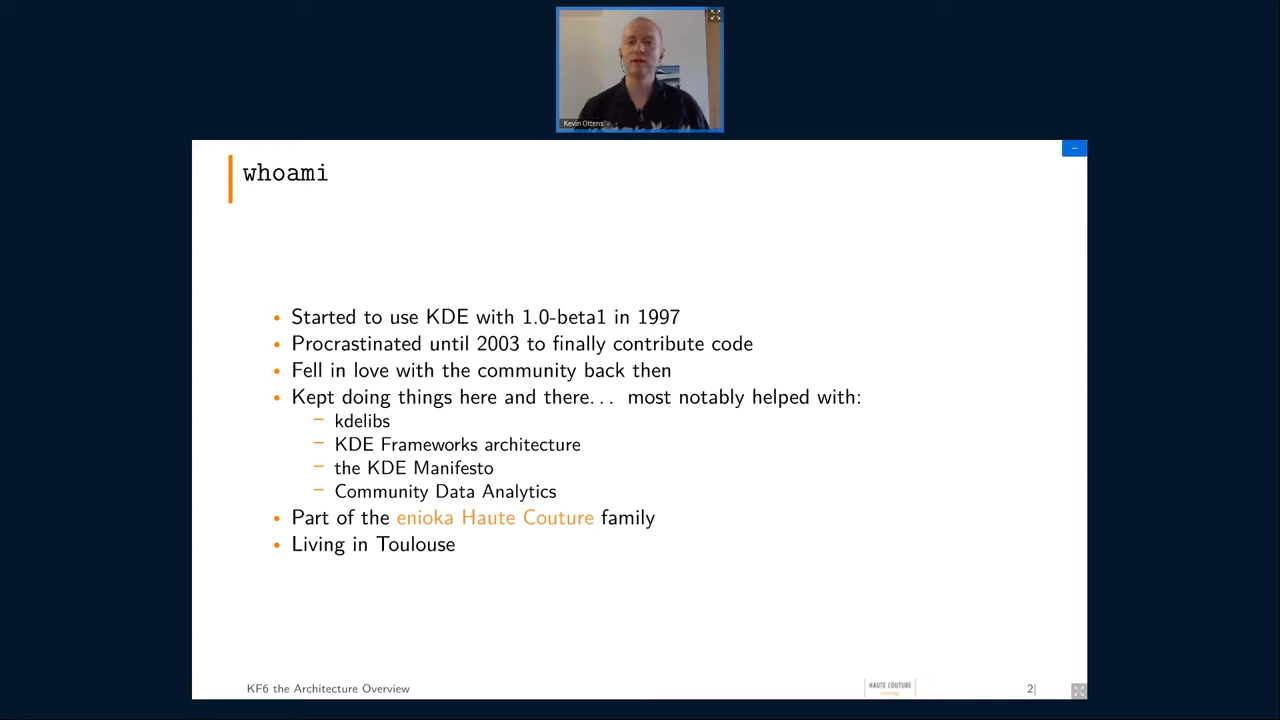 Kevin Ottens
whoami
• Started to use KDE with 1.0-beta1 in 1997
• Procrastinated until 2003 to finally contribute code
• Fell in love with the community back then
• Kept doing things here and there... most notably helped with:
– kdelibs
– KDE Frameworks architecture
– the KDE Manifesto
– Community Data Analytics
• Part of the enioka Haute Couture family
• Living in Toulouse
KF6 the Architecture Overview
HAUTE COUTURE
2|